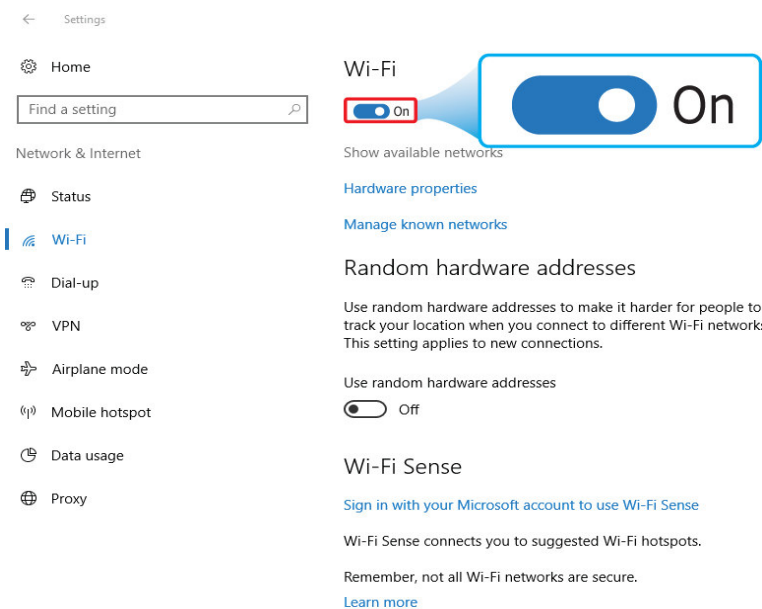 Settings
Home
Find a setting
Network & Internet
Status
Wi-Fi
Dial-up
VPN
Airplane mode
Mobile hotspot
Data usage
Proxy
Wi-Fi
On
On
Show available networks
Hardware properties
Manage known networks
Random hardware addresses
Use random hardware addresses to make it harder for people to
track your location when you connect to different Wi-Fi networks
This setting applies to new connections.
Use random hardware addresses
Off
Wi-Fi Sense
Sign in with your Microsoft account to use Wi-Fi Sense
Wi-Fi Sense connects you to suggested Wi-Fi hotspots.
Remember, not all Wi-Fi networks are secure.
Learn more